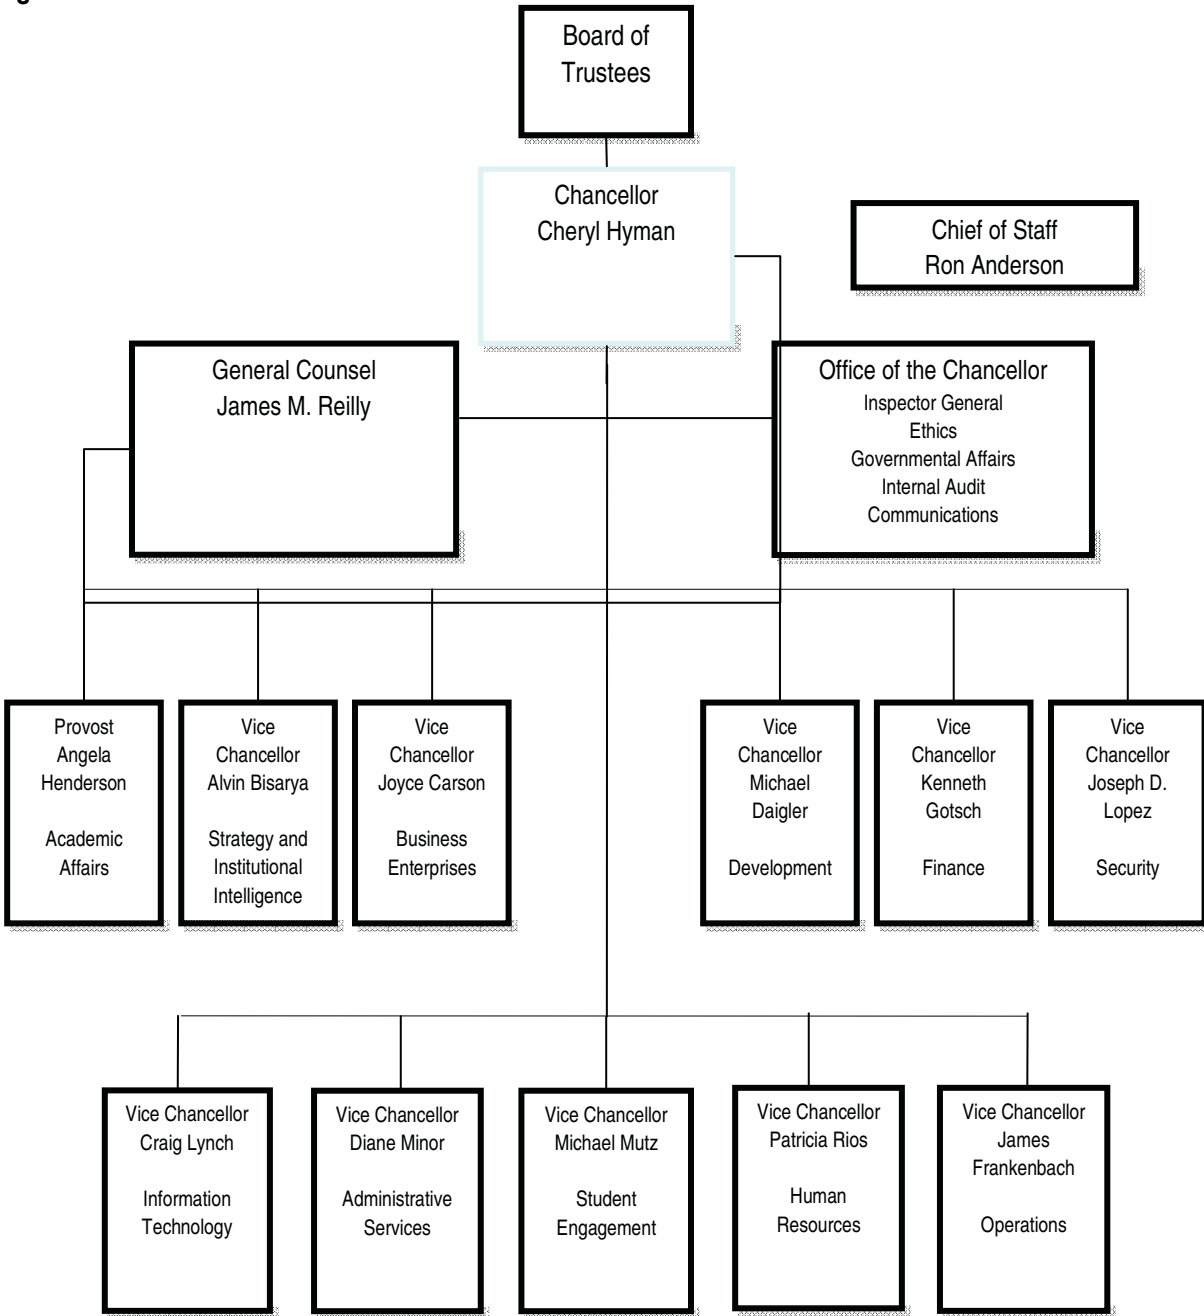 Board of
Trustees
Chancellor
Cheryl Hyman
Chief of Staff
Ron Anderson
General Counsel
James M. Reilly
Office of the Chancellor
Inspector General
Ethics
Governmental Affairs
Internal Audit
Communications
Provost
Angela
Henderson
Academic
Affairs
Vice
Chancellor
Alvin Bisarya
Strategy and
Institutional
Intelligence
Vice
Chancellor
Joyce Carson
Business
Enterprises
Vice
Chancellor
Michael
Daigler
Development
Vice
Chancellor
Kenneth
Gotsch
Finance
Vice
Chancellor
Joseph D.
Lopez
Security
Vice Chancellor
Craig Lynch
Information
Technology
Vice Chancellor
Diane Minor
Administrative
Services
Vice Chancellor
Michael Mutz
Student
Engagement
Vice Chancellor
Patricia Rios
Human
Resources
Vice Chancellor
James
Frankenbach
Operations